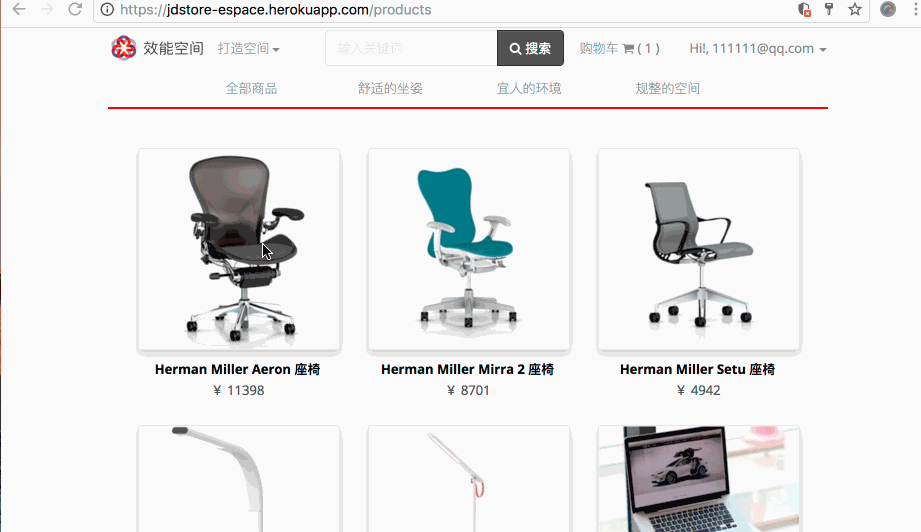 https://jdstore-espace.herokuapp.com/products
效能空间 打造空间 输入关键词 搜索 购物车 ( 1 ) Hi!, 111111@qq.com
全部商品 舒适的坐姿 宜人的环境 规整的空间
Herman Miller Aeron 座椅 Herman Miller Mirra 2 座椅 Herman Miller Setu 座椅
¥ 11398 ¥ 8701 ¥ 4942